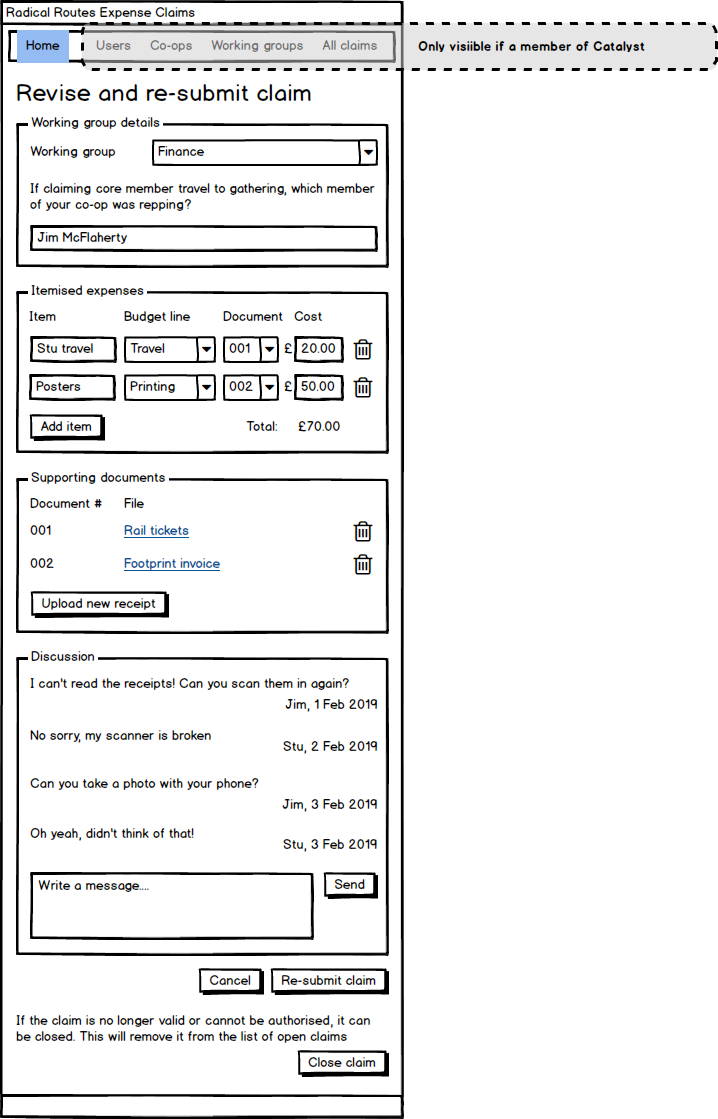 Radical Routes Expense Claims
Home Users Co-ops Working groups All claims Only visiible if a member of Catalyst
Revise and re-submit claim
Working group details
Working group Finance
If claiming core member travel to gathering, which member
of your co-op was repping?
Jim McFlaherty
Itemised expenses
Item Budget line Document Cost
Stu travel Travel 001 £ 20.00
Posters Printing 002 £ 50.00
Add item Total: £70.00
Supporting documents
Document # File
001 Rail tickets
002 Footprint invoice
Upload new receipt
Discussion
I can't read the receipts! Can you scan them in again?
Jim, 1 Feb 2019
No sorry, my scanner is broken
Stu, 2 Feb 2019
Can you take a photo with your phone?
Jim, 3 Feb 2019
Oh yeah, didn't think of that!
Stu, 3 Feb 2019
Write a message.... Send
Cancel Re-submit claim
If the claim is no longer valid or cannot be authorised, it can
be closed. This will remove it from the list of open claims
Close claim